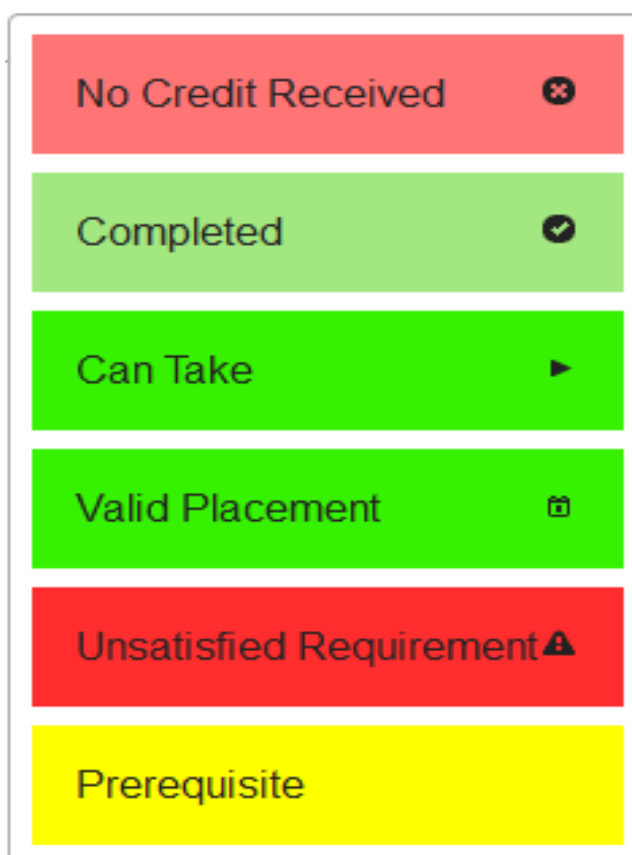 No Credit Received
Completed
Can Take
Valid Placement
Unsatisfied Requirement
Prerequisite